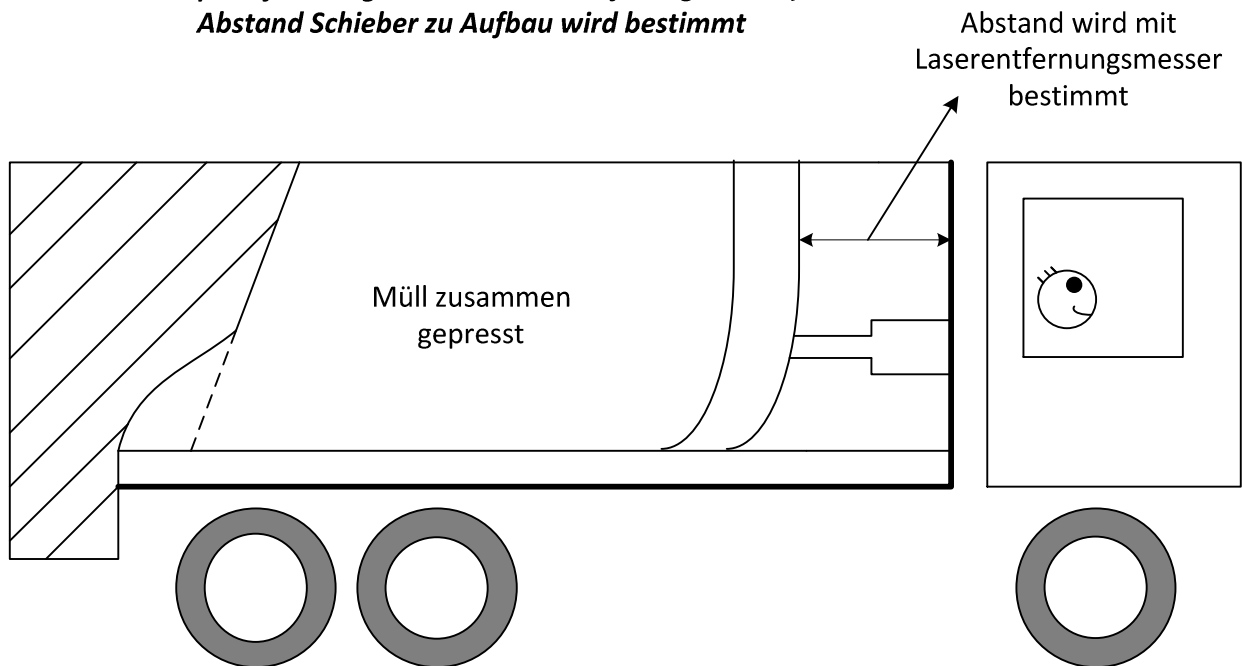 Abstand Schieber zu Aufbau wird bestimmt
Abstand wird mit
Laserentfernungsmesser
bestimmt
Müll zusammen
gepresst